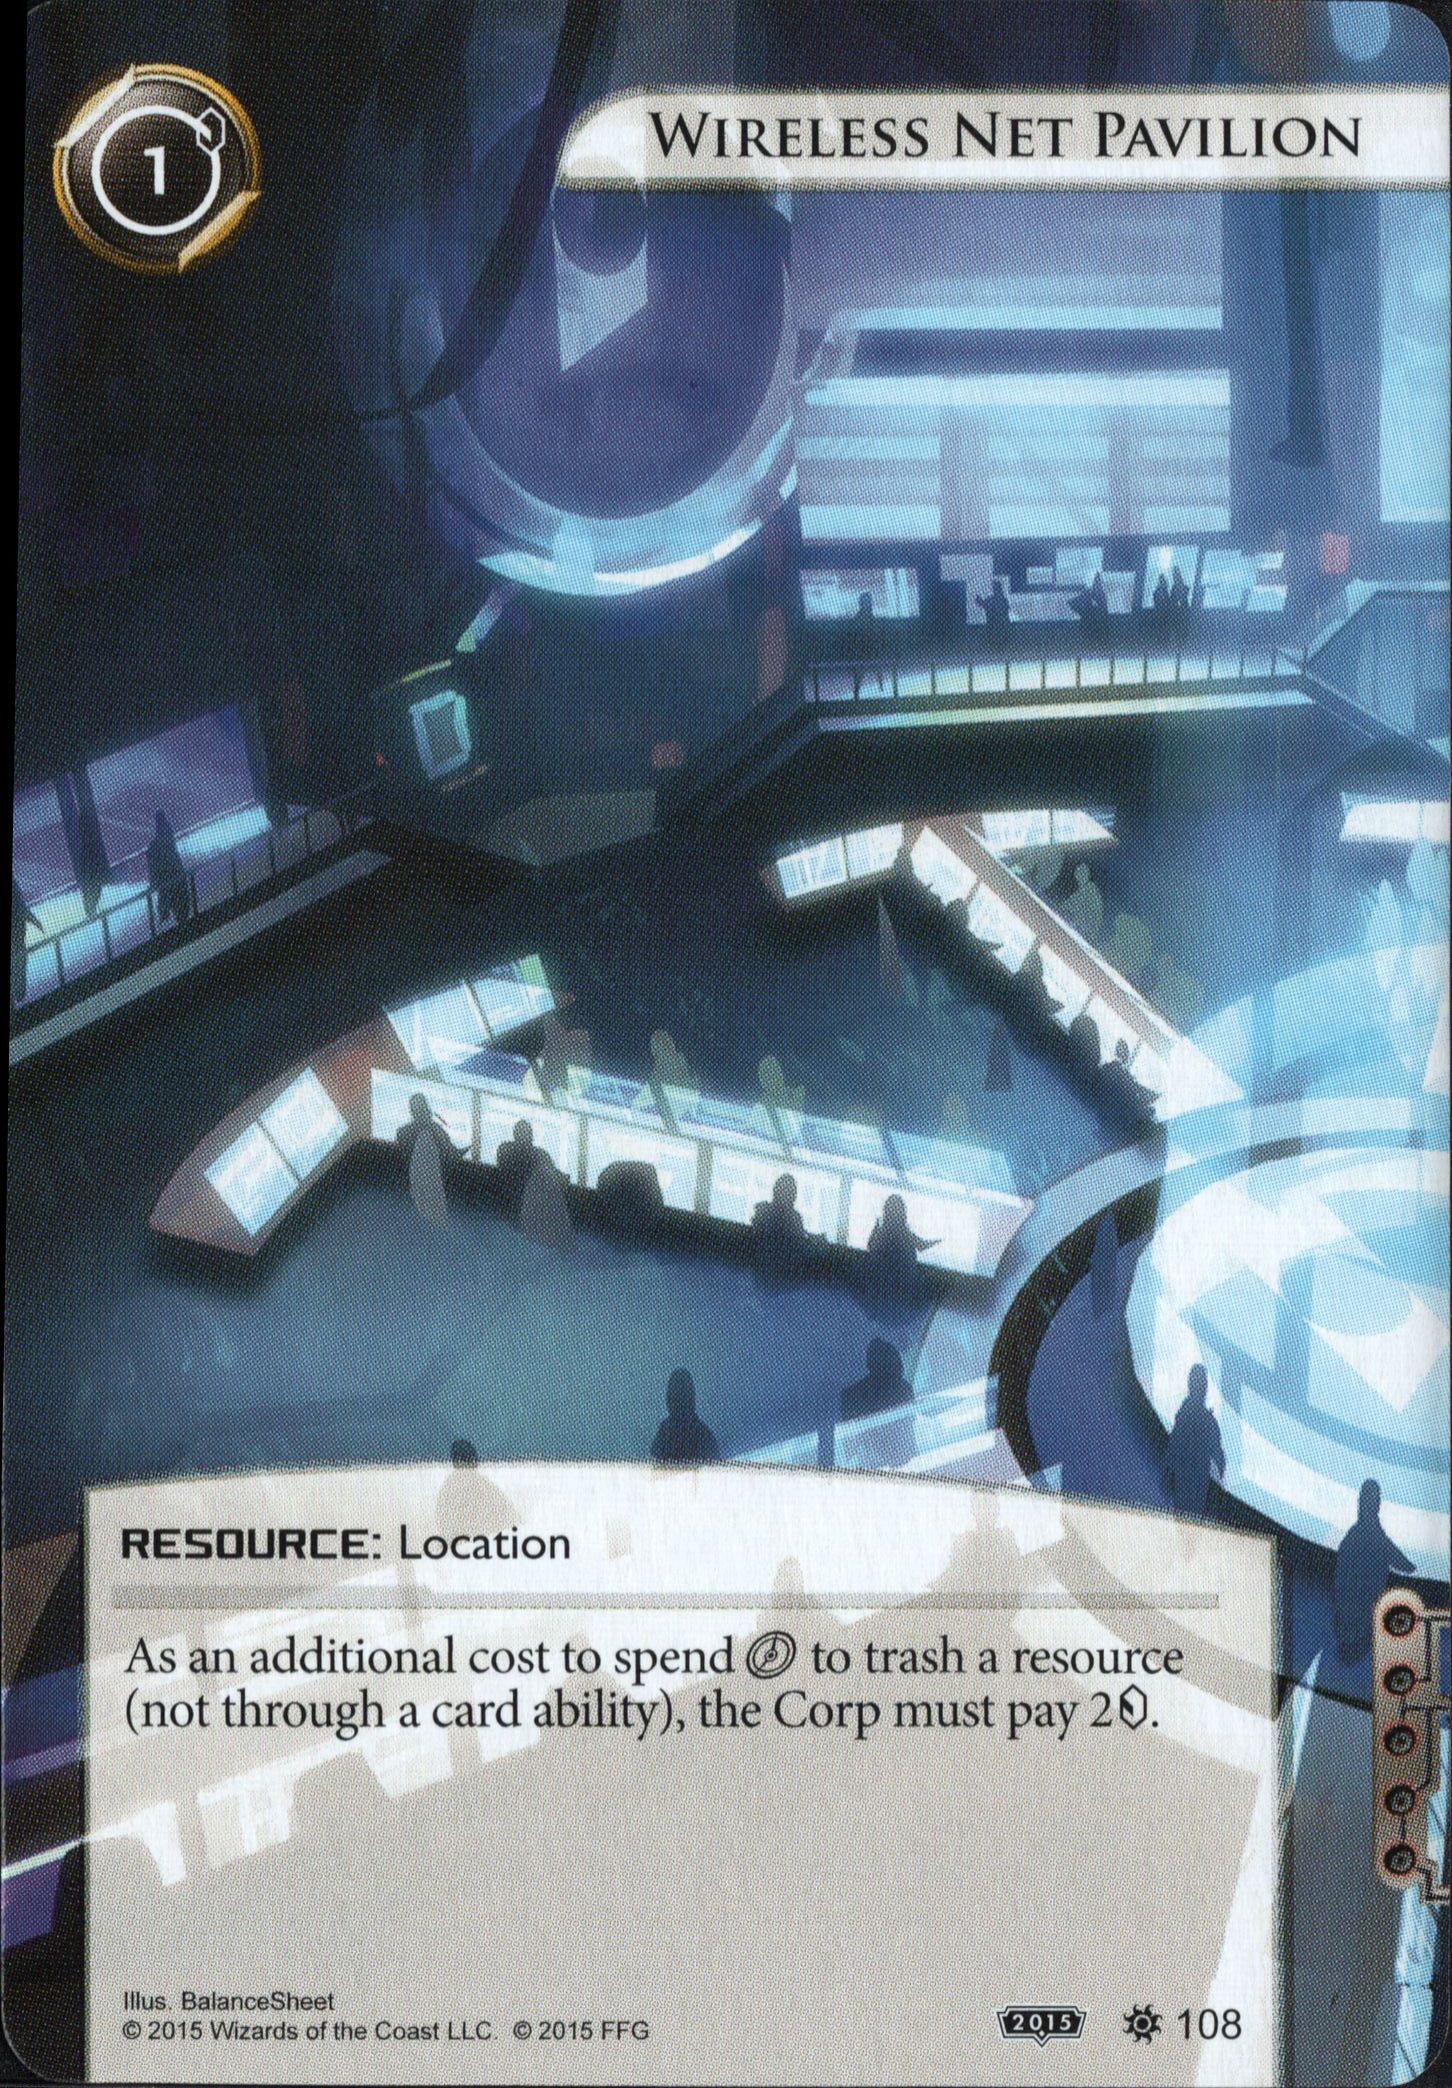 1
WIRELESS NET PAVILION
RESOURCE: Location
As an additional cost to spend to trash a resource
(not through a card ability), the Corp must pay 2.
Illus. BalanceSheet
© 2015 Wizards of the Coast LLC. © 2015 FFG
2015 108